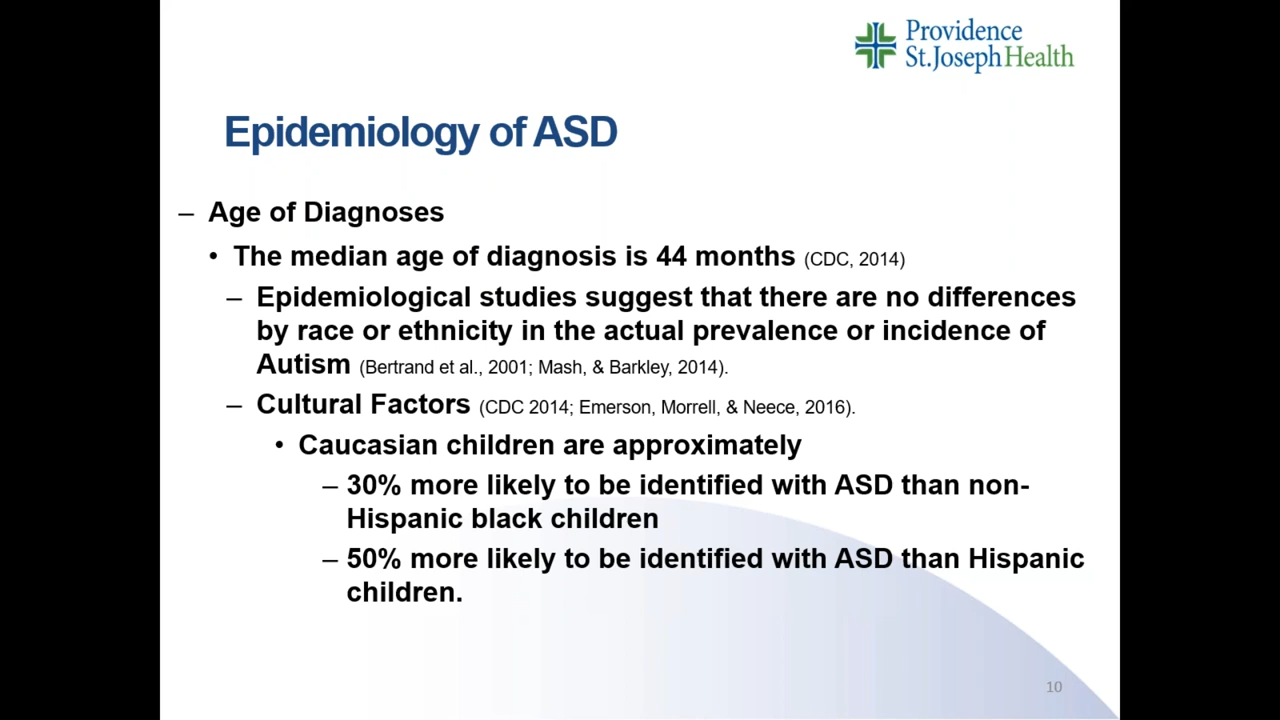 Providence
St.Joseph Health
Epidemiology of ASD
– Age of Diagnoses
• The median age of diagnosis is 44 months (CDC, 2014)
– Epidemiological studies suggest that there are no differences
by race or ethnicity in the actual prevalence or incidence of
Autism (Bertrand et al., 2001; Mash, & Barkley, 2014).
– Cultural Factors (CDC 2014; Emerson, Morrell, & Neece, 2016).
• Caucasian children are approximately
– 30% more likely to be identified with ASD than non-
Hispanic black children
– 50% more likely to be identified with ASD than Hispanic
children.
10